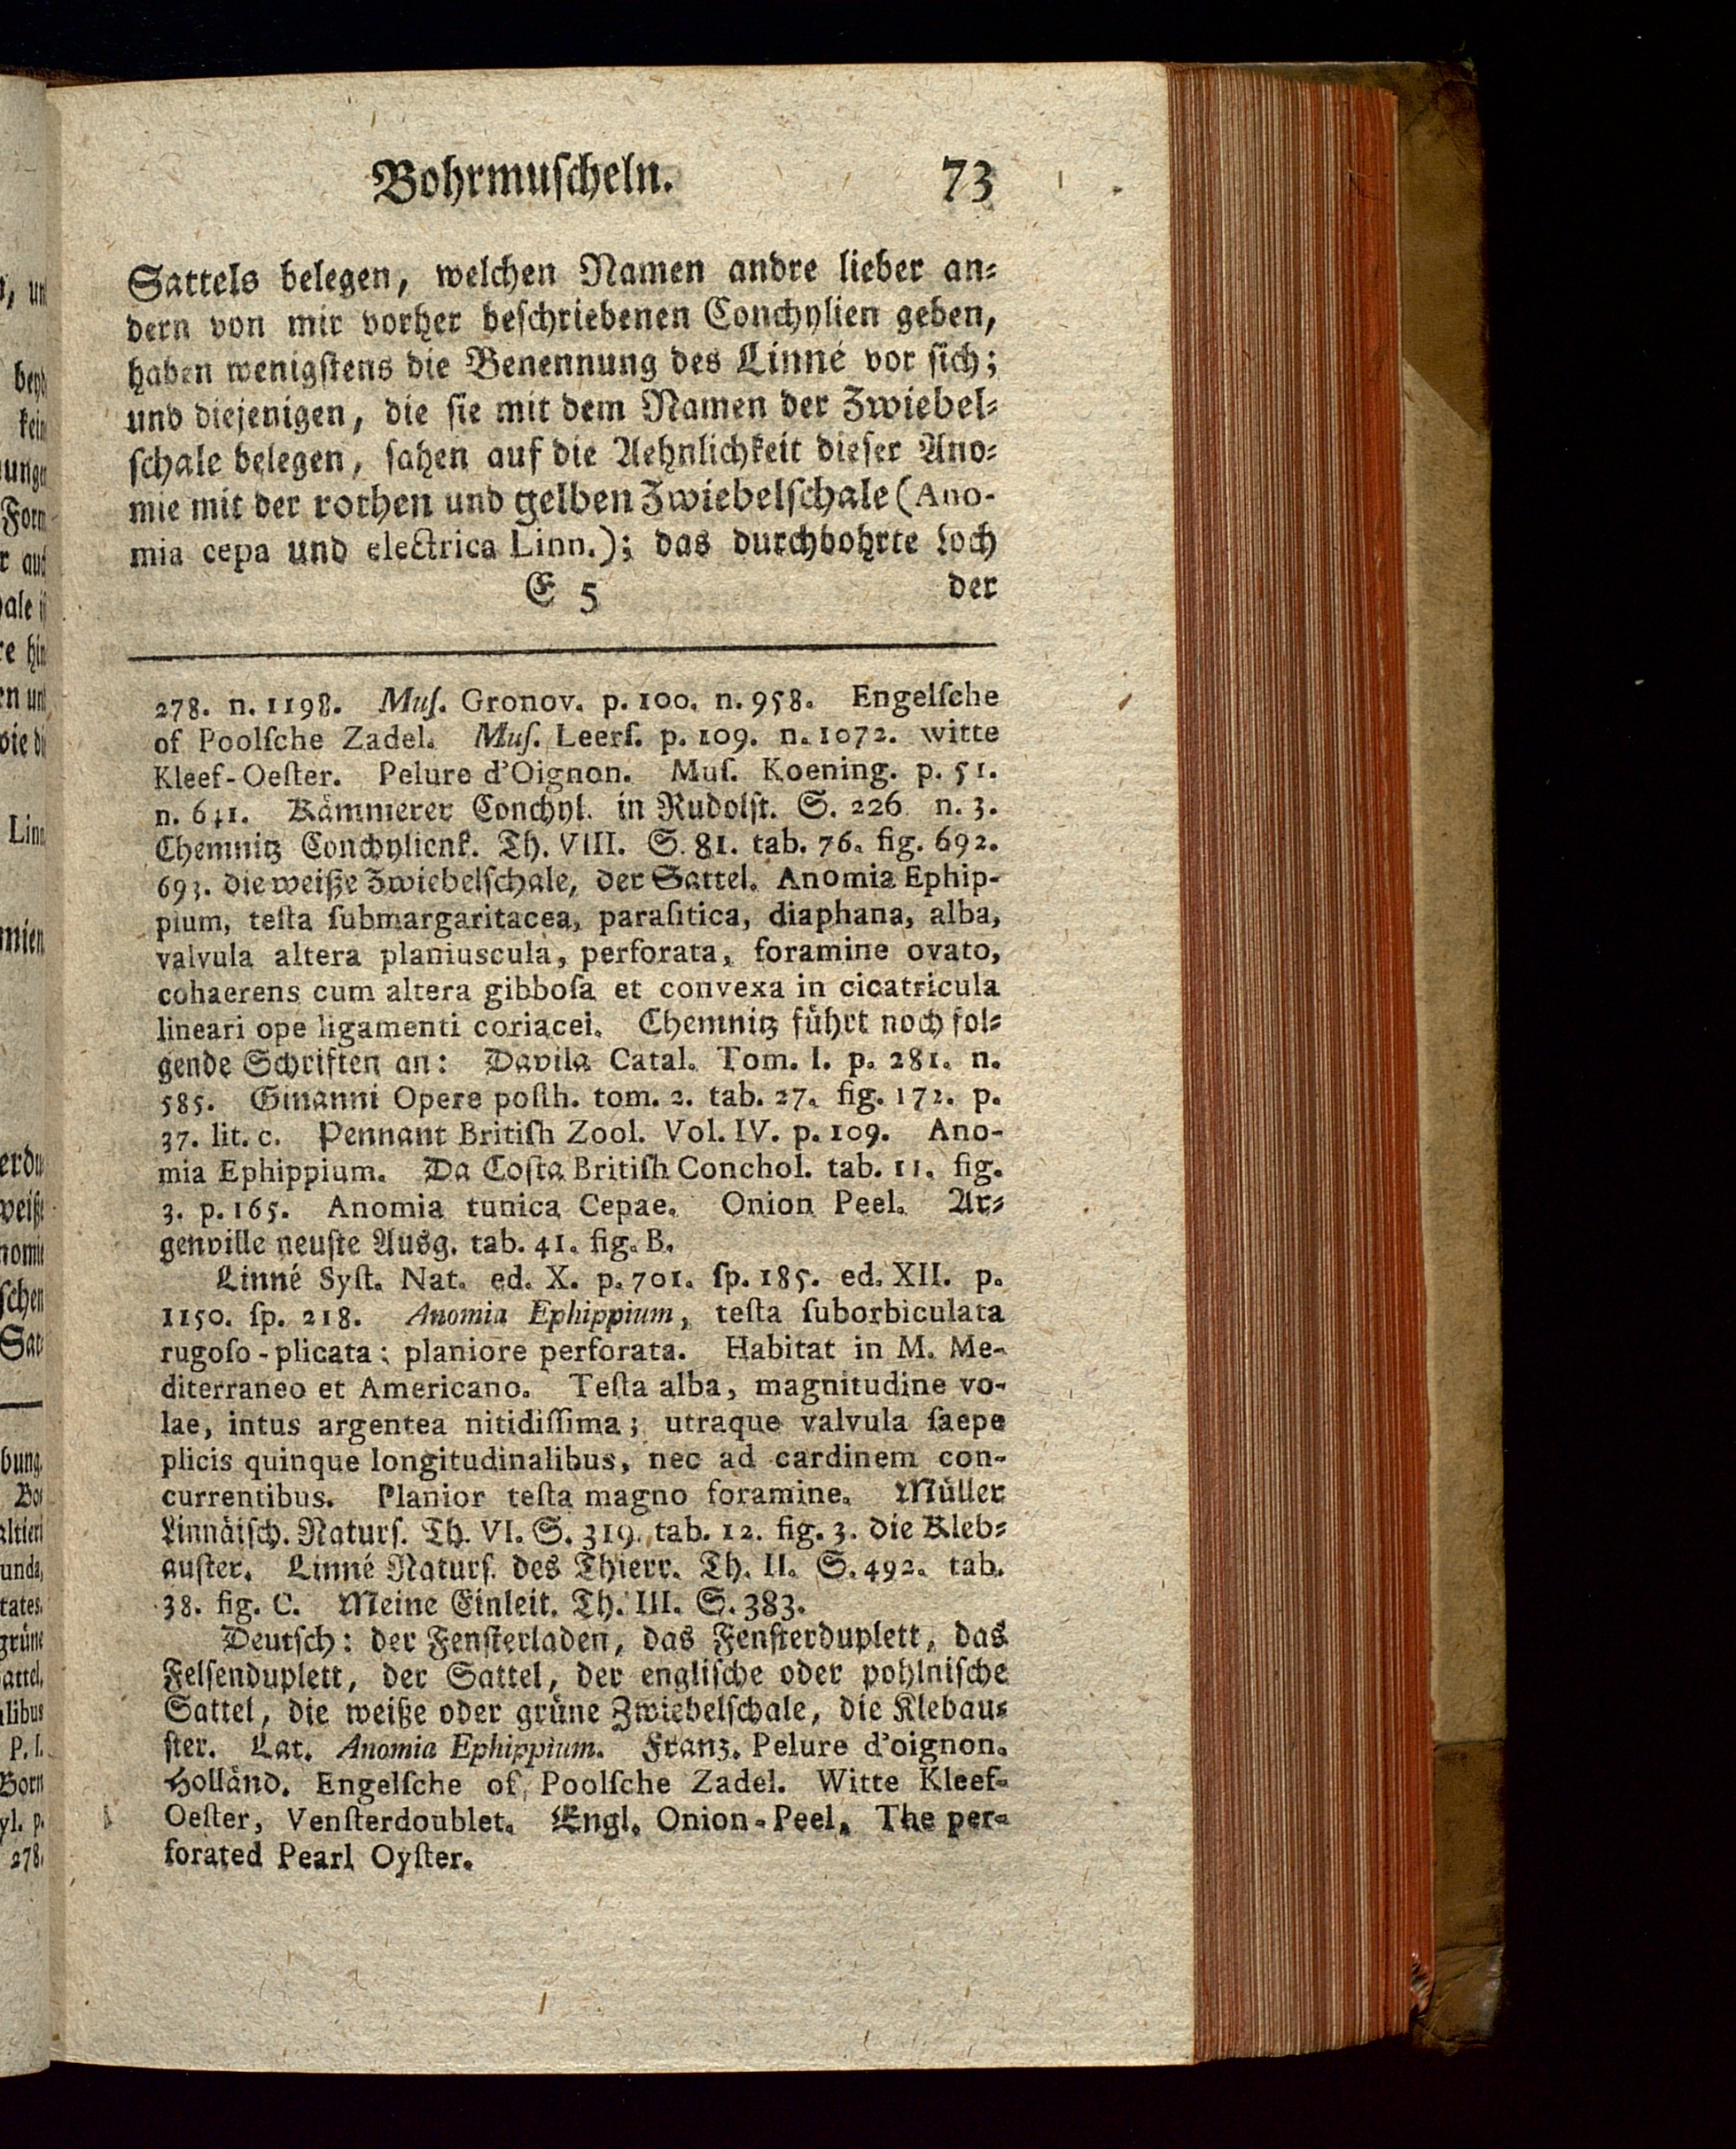 Bohrmuſcheln. 73
Sattels belegen, welchen Namen andre lieber an⸗
dern von mir vorher beſchriebenen Conchylien geben,
haben wenigſtens die Benennung des Linné vor ſich;
und diejenigen, die ſie mit dem Namen der Zwiebel⸗
ſchale belegen, ſahen auf die Aehnlichkeit dieſer Ano⸗
mie mit der rothen und gelben Zwiebelſchale (Ano-
mia cepa und electrica Linn.); das durchbohrte Loch
E 5 der
278. n. 1198. Muſ. Gronov. p. 100. n. 958. Engelſche
of Poolſche Zadel. Muſ. Leerſ. p. 109. n. 1072. witte
Kleef-Oeſter. Pelure d'Oignon. Muſ. Koening. p. 51.
n. 641. Kämmerer Conchyl. in Rudolſt. S. 226. n. 3.
Chemnitz Conchylienk. Th. VIII. S. 81. tab. 76. fig. 692.
693. die weiße Zwiebelſchale, der Sattel. Anomia Ephip-
pium, teſta ſubmargaritacea, paraſitica, diaphana, alba,
valvula altera planiuscula, perforata, foramine ovato,
cohaerens cum altera gibboſa et convexa in cicatricula
lineari ope ligamenti coriacei. Chemnitz führt noch fol⸗
gende Schriften an: Davila Catal. Tom. I. p. 281. n.
585. Ginanni Opere poſth. tom. 2. tab. 27. fig. 172. p.
37. lit. c. Pennant Britiſh Zool. Vol. IV. p. 109. Ano-
mia Ephippium. Da Coſta Britiſh Conchol. tab. 11. fig.
3. p. 165. Anomia tunica Cepae. Onion Peel. Ar⸗
genville neuſte Ausg. tab. 41. fig. B.
Linné Syſt. Nat. ed. X. p. 701. ſp. 185. ed. XII. p.
1150. ſp. 218. Anomia Ephippium, teſta ſuborbiculata
rugoſo-plicata; planiore perforata. Habitat in M. Me-
diterraneo et Americano. Teſta alba, magnitudine vo-
lae, intus argentea nitidiſſima; utraque valvula ſaepe
plicis quinque longitudinalibus, nec ad cardinem con-
currentibus. Planior teſta magno foramine. Müller
Linnäiſch. Naturſ. Th. VI. S. 319. tab. 12. fig. 3. die Kleb⸗
auſter. Linné Naturſ. des Thierr. Th. II. S. 492. tab.
38. fig. C. Meine Einleit. Th. III. S. 383.
Deutſch: der Fenſterladen, das Fenſterduplett, das
Felſenduplett, der Sattel, der engliſche oder pohlniſche
Sattel, die weiße oder grüne Zwiebelſchale, die Klebau⸗
ſter. Lat. Anomia Ephippium. Franz. Pelure d'oignon.
Holländ. Engelſche of Poolſche Zadel. Witte Kleef-
Oeſter, Venſterdoublet. Engl. Onion-Peel. The per-
forated Pearl Oyſter.